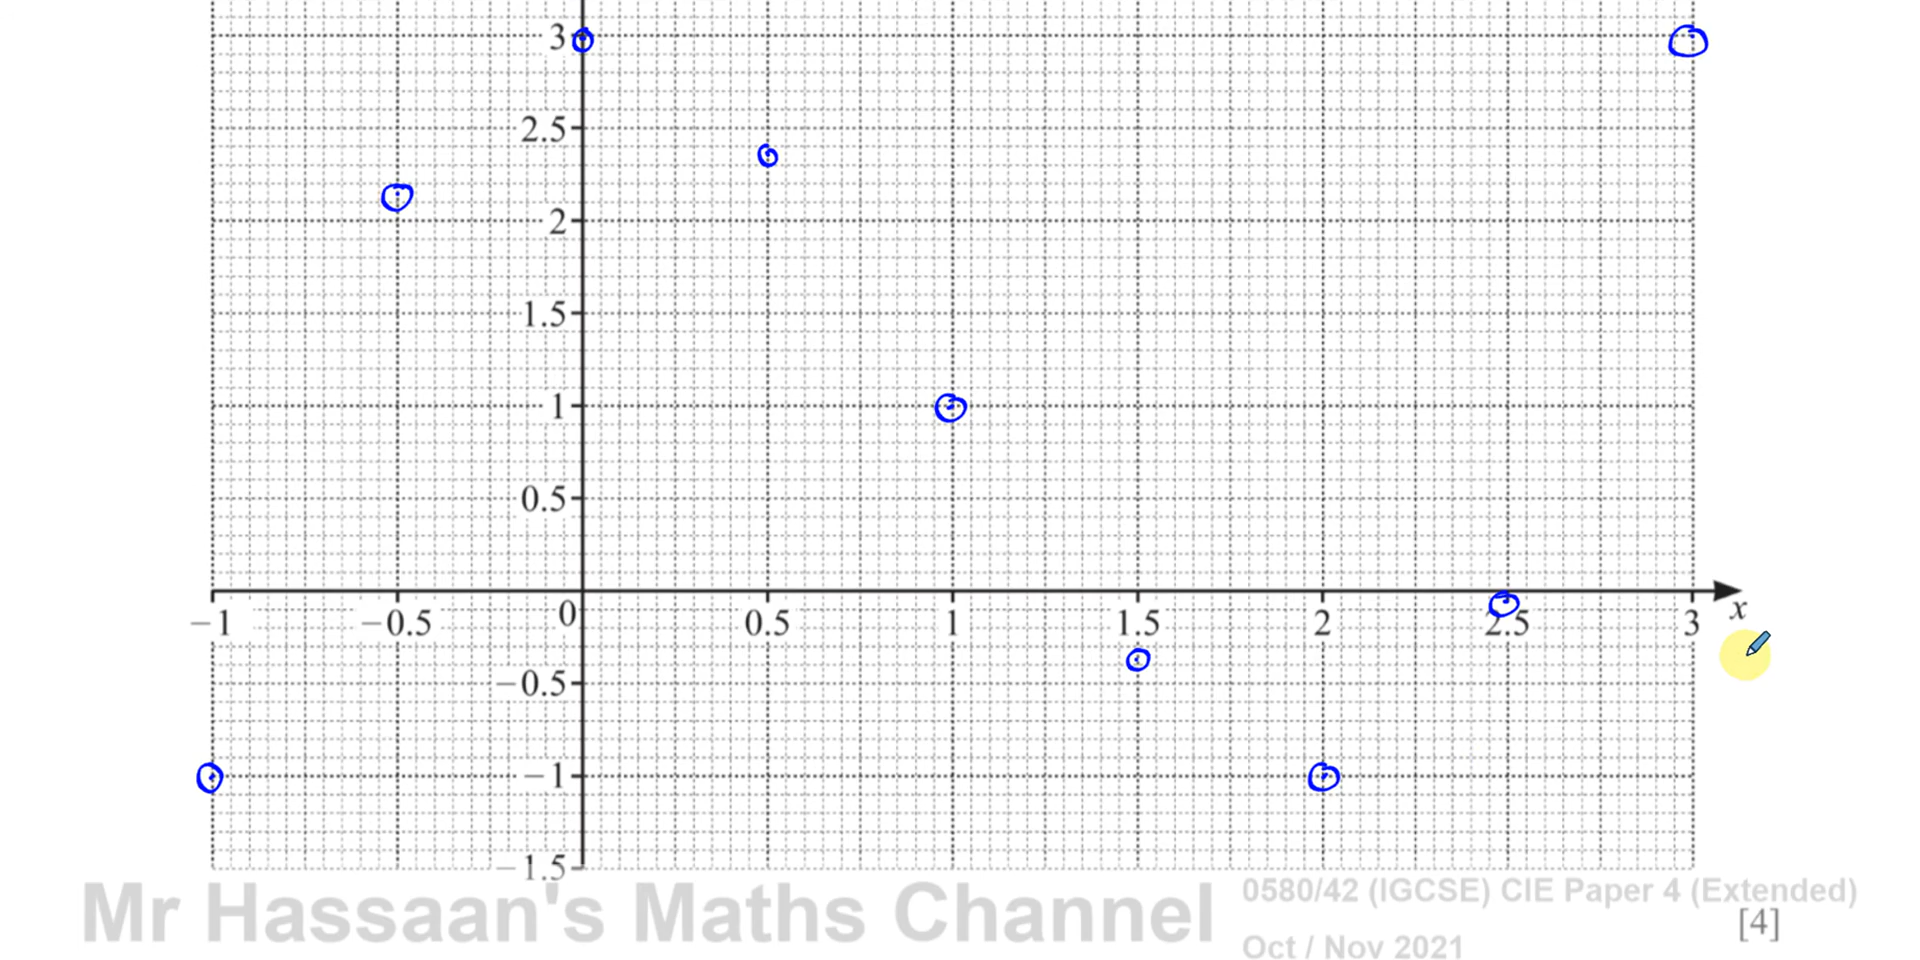 3
2.5
2
1.5
1
0.5
−1 −0.5 0 0.5 1 1.5 2 2.5 3 x
−0.5
−1
−1.5
Mr Hassaan's Maths Channel
0580/42 (IGCSE) CIE Paper 4 (Extended)
[4]
Oct / Nov 2021